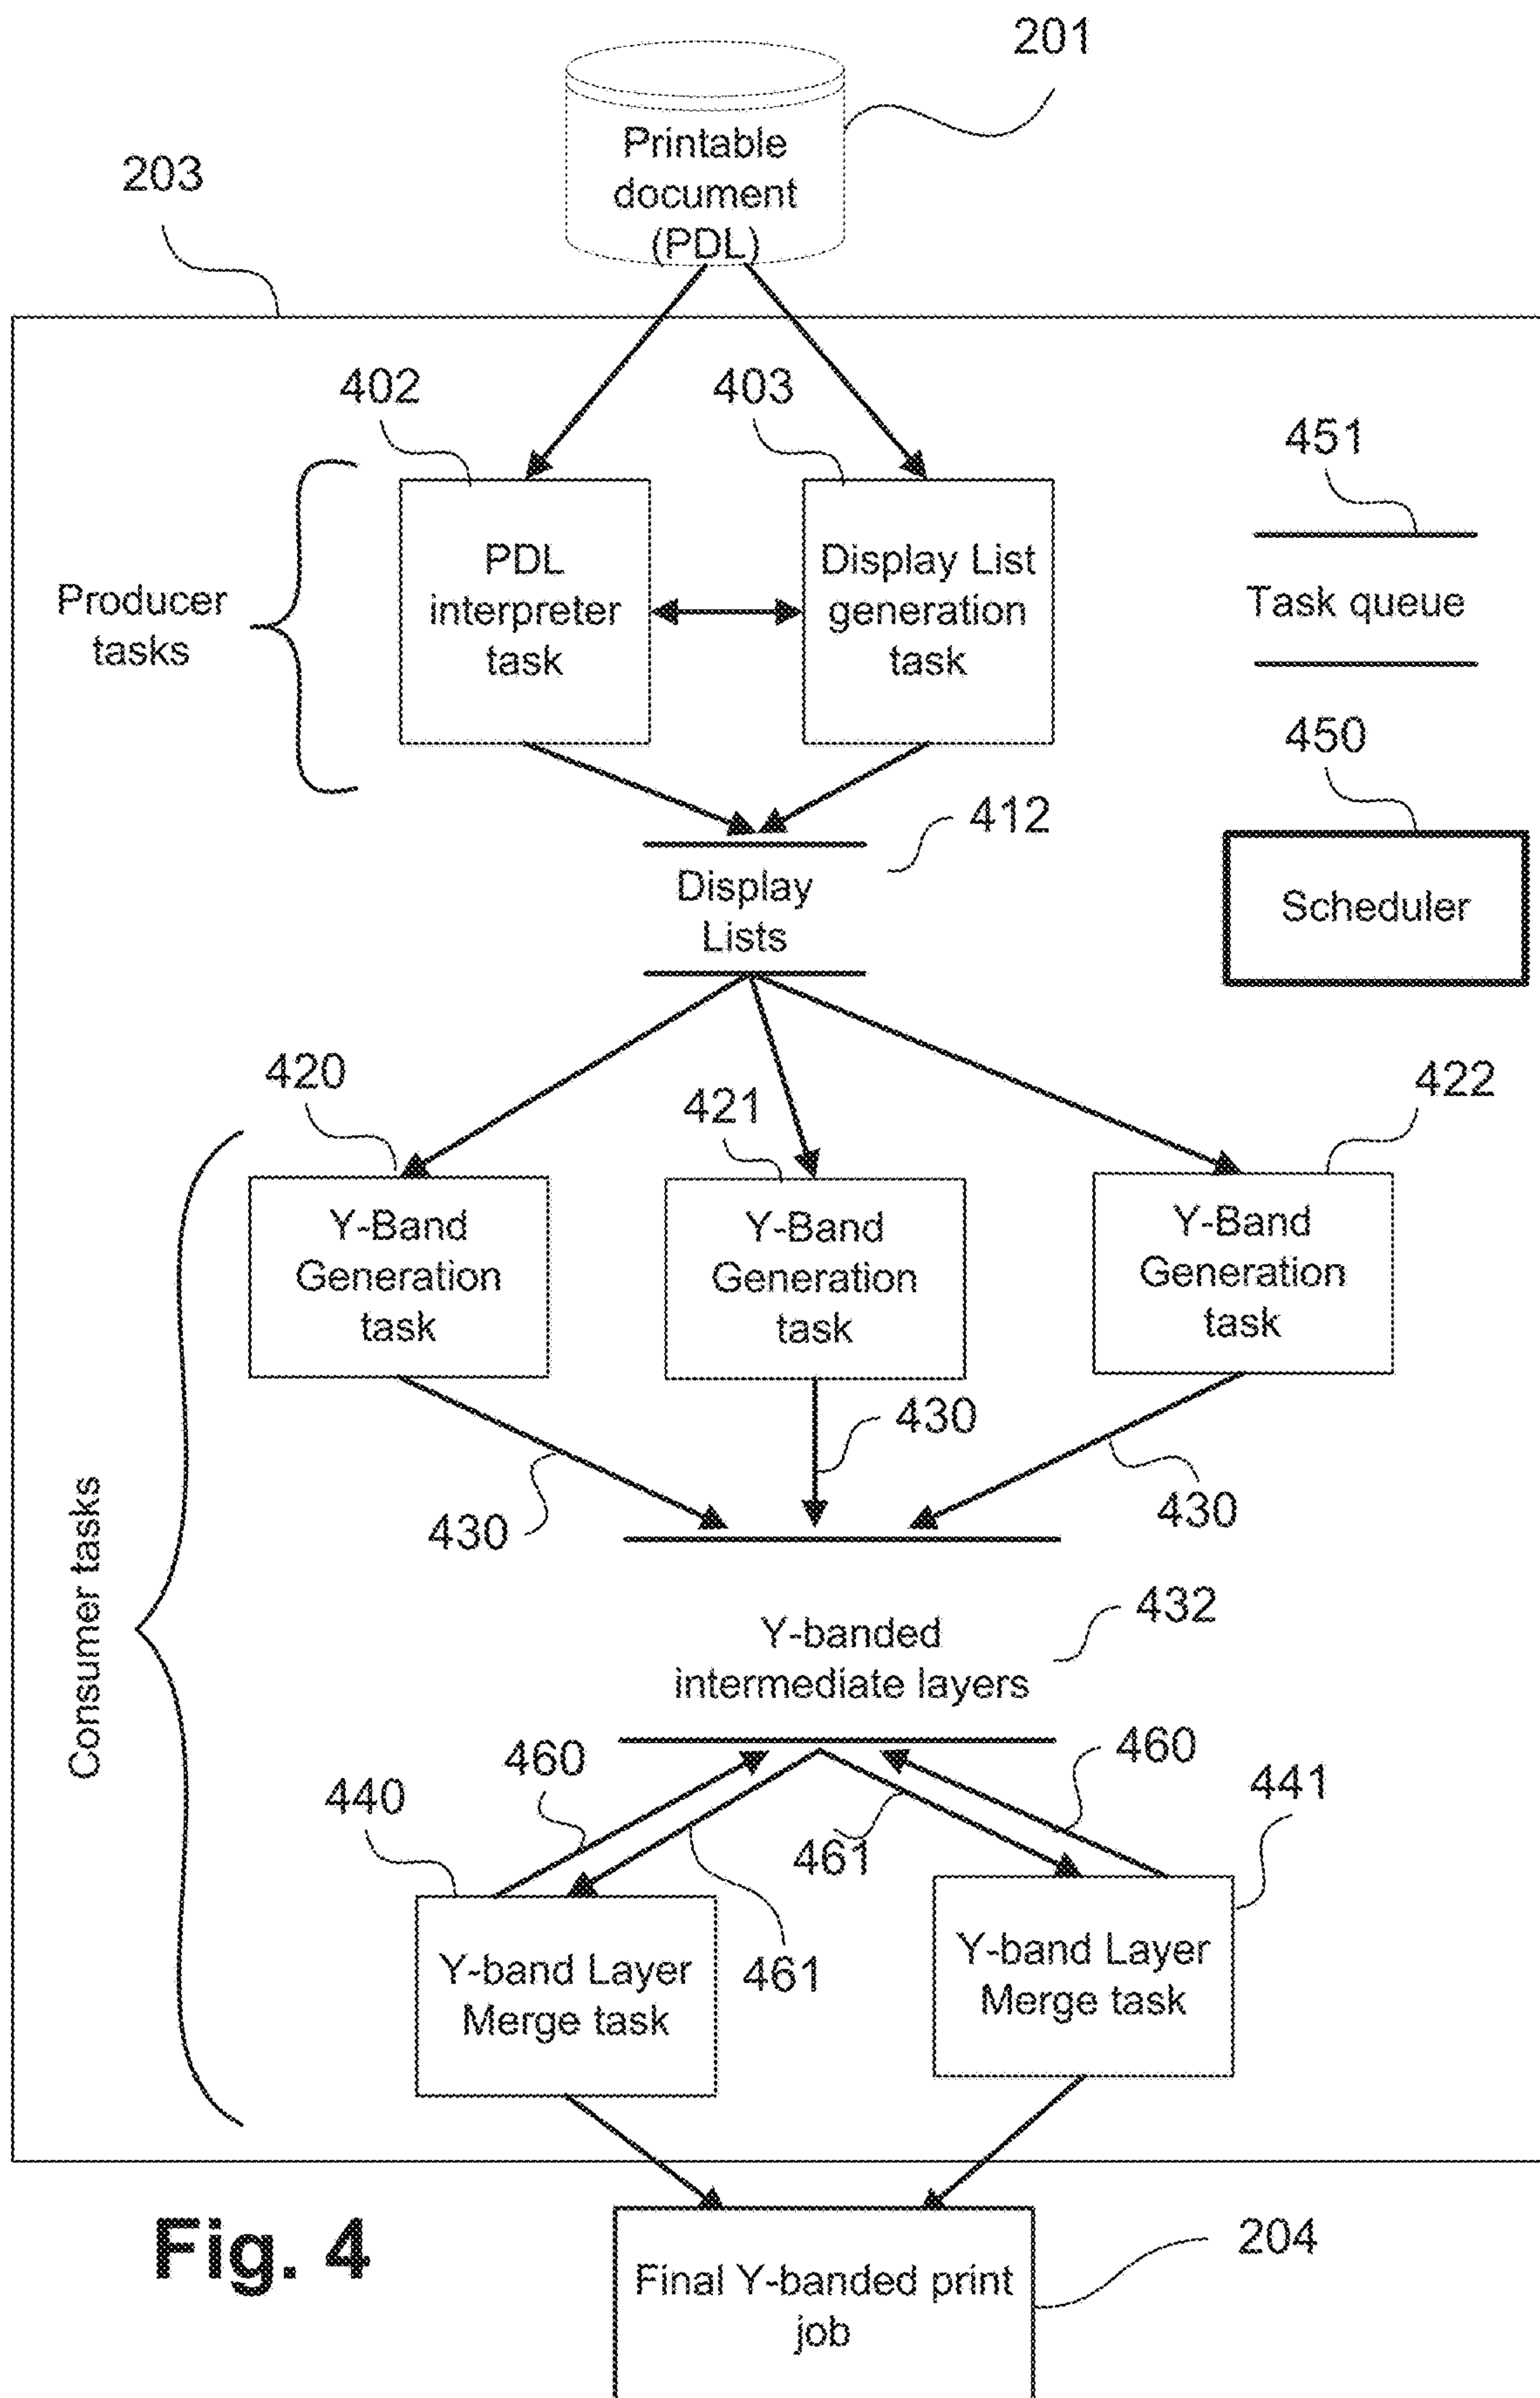 201
Printable
document
(PDL)
203
402
403
451
Producer
tasks
PDL
interpreter
task
Display List
generation
task
Task queue
450
412
Display
Lists
Scheduler
420
421
422
Y-Band
Generation
task
Y-Band
Generation
task
Y-Band
Generation
task
430
430
430
Consumer tasks
432
Y-banded
intermediate layers
460
460
440
441
461
461
Y-band Layer
Merge task
Y-band Layer
Merge task
Fig. 4
204
Final Y-banded print
job